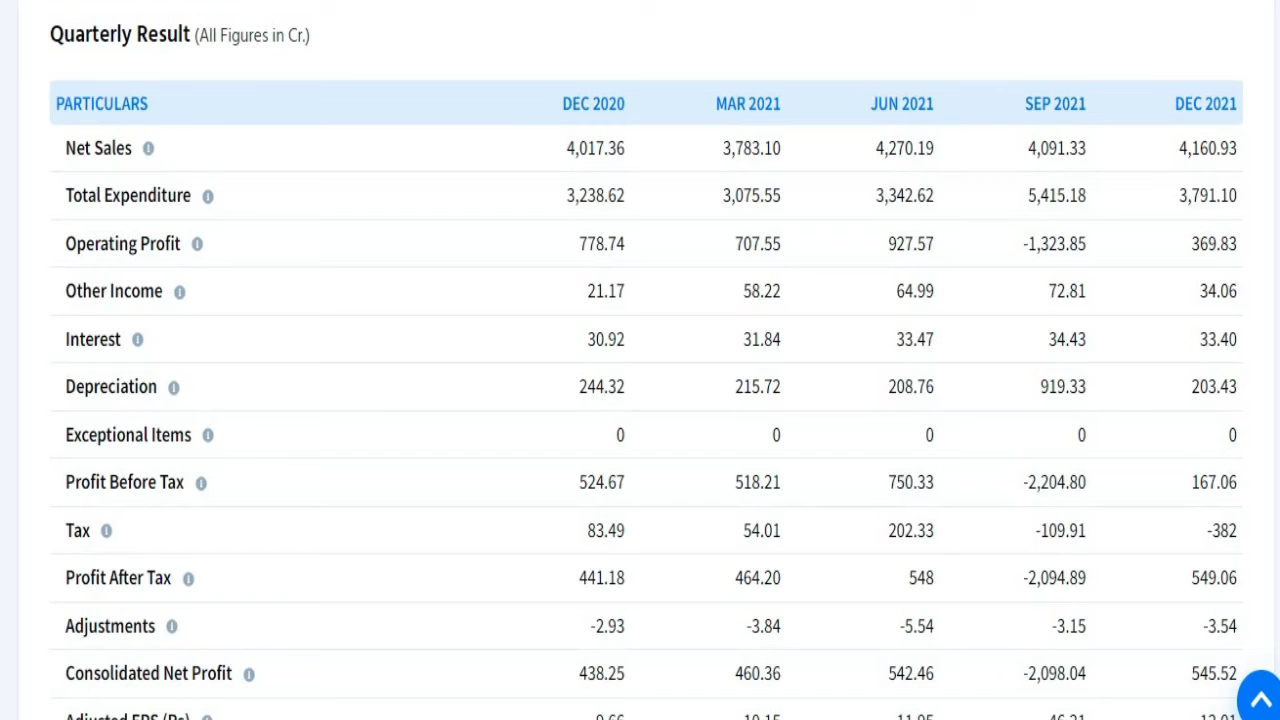 Quarterly Result (All Figures in Cr.)
PARTICULARS DEC 2020 MAR 2021 JUN 2021 SEP 2021 DEC 2021
Net Sales 4,017.36 3,783.10 4,270.19 4,091.33 4,160.93
Total Expenditure 3,238.62 3,075.55 3,342.62 5,415.18 3,791.10
Operating Profit 778.74 707.55 927.57 -1,323.85 369.83
Other Income 21.17 58.22 64.99 72.81 34.06
Interest 30.92 31.84 33.47 34.43 33.40
Depreciation 244.32 215.72 208.76 919.33 203.43
Exceptional Items 0 0 0 0 0
Profit Before Tax 524.67 518.21 750.33 -2,204.80 167.06
Tax 83.49 54.01 202.33 -109.91 -382
Profit After Tax 441.18 464.20 548 -2,094.89 549.06
Adjustments -2.93 -3.84 -5.54 -3.15 -3.54
Consolidated Net Profit 438.25 460.36 542.46 -2,098.04 545.52
Adjusted EPS (Rs)